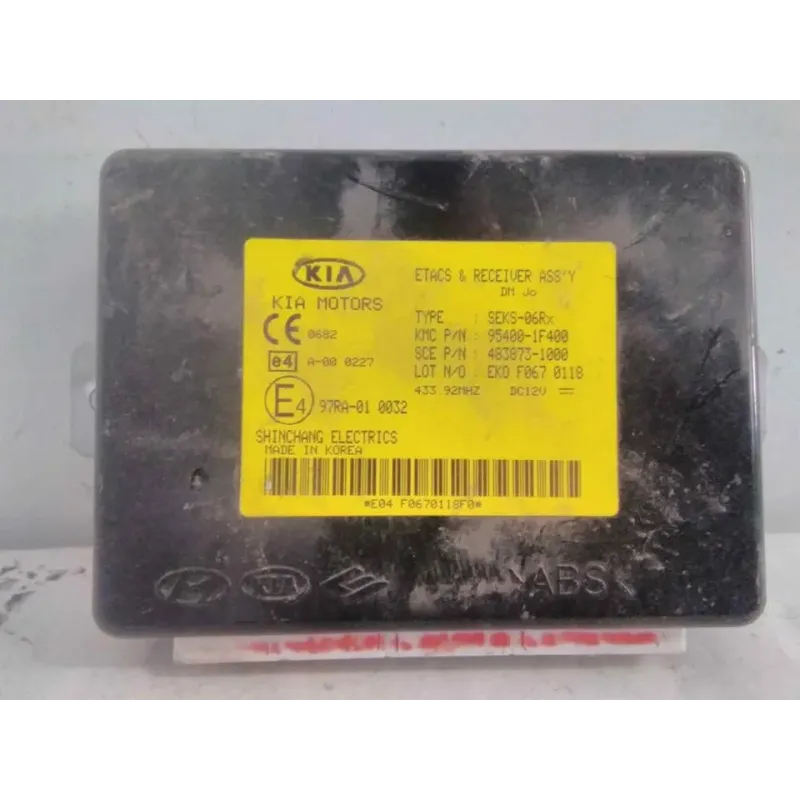 KIA
KIA MOTORS
CE 0682
e4 A-00 0227
E4 97RA-01 0032
SHINCHANG ELECTRICS
MADE IN KOREA
ETACS & RECEIVER ASS'Y
DM Jo
TYPE : SEKS-06Rx
KMC P/N : 95400-1F400
SCE P/N : 483873-1000
LOT N/O : EKO F067 0118
433 92MHZ DC12V
*E04 F0670118F0*
KIA
>ABS<